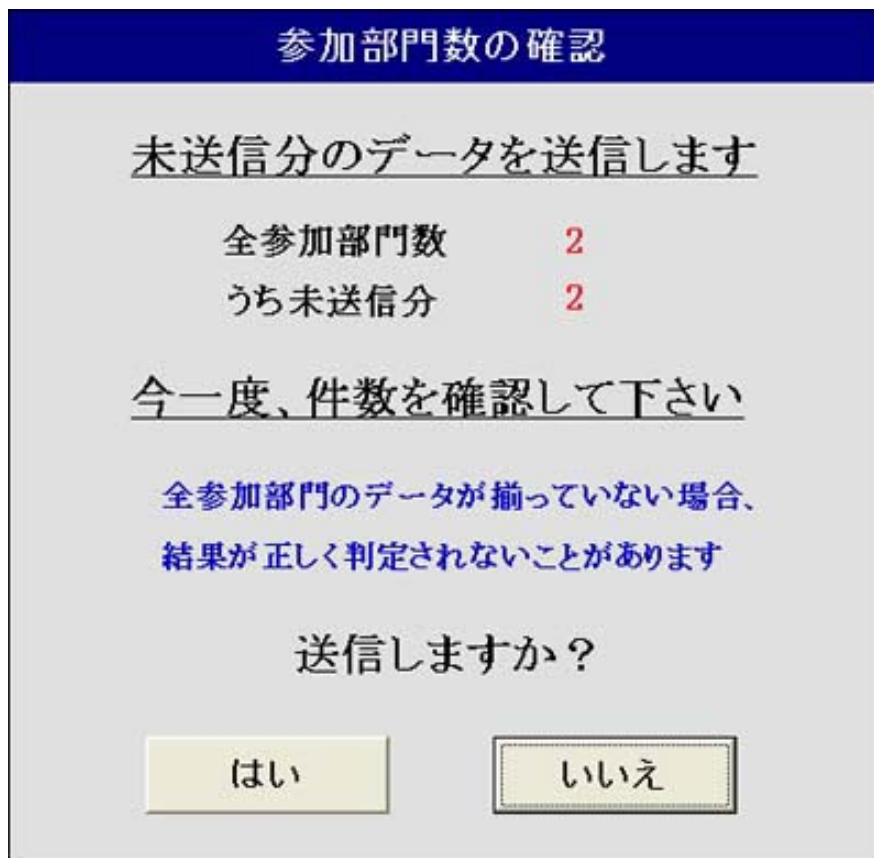 参加部門数の確認
未送信分のデータを送信します
全参加部門数 2
うち未送信分 2
今一度、件数を確認して下さい
全参加部門のデータが揃っていない場合、
結果が正しく判定されないことがあります
送信しますか？
はい いいえ